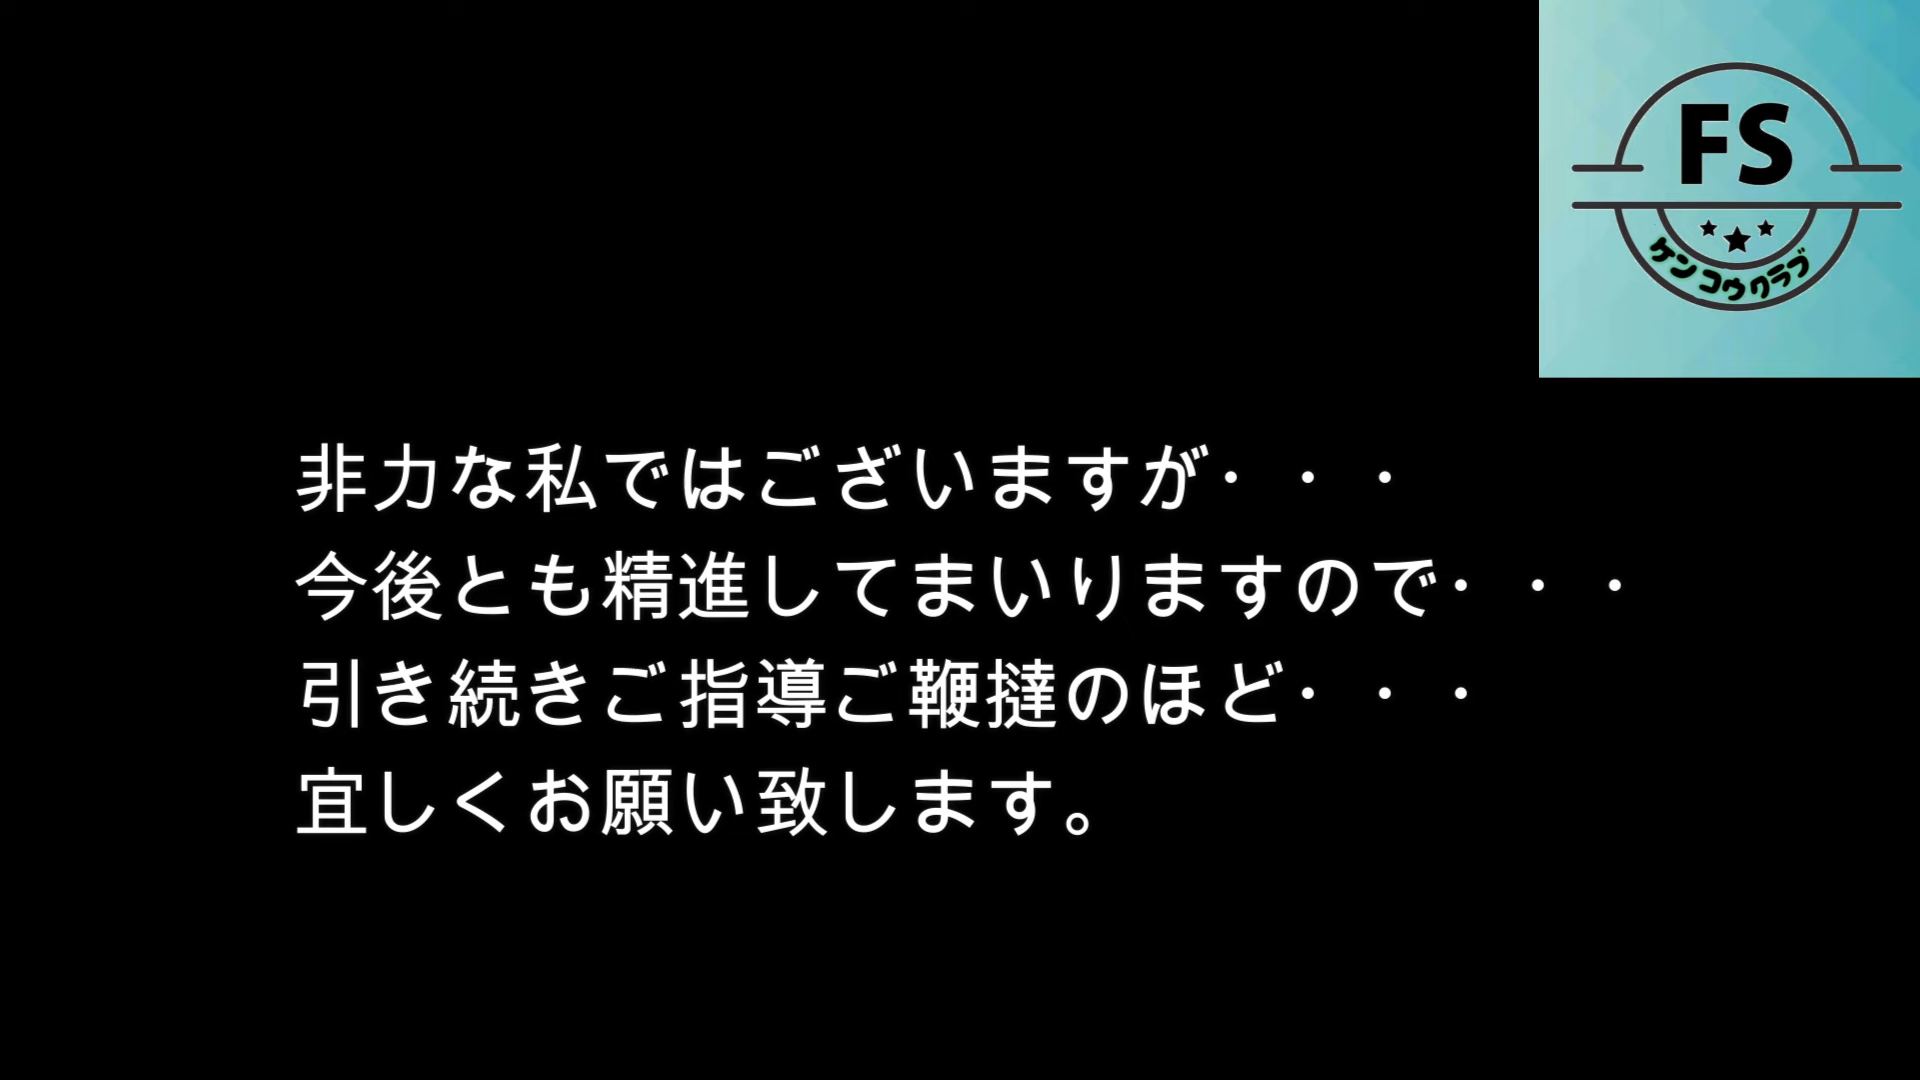 FS
ケンコウクラブ
非力な私ではございますが・・・
今後とも精進してまいりますので・・・
引き続きご指導ご鞭撻のほど・・・
宜しくお願い致します。